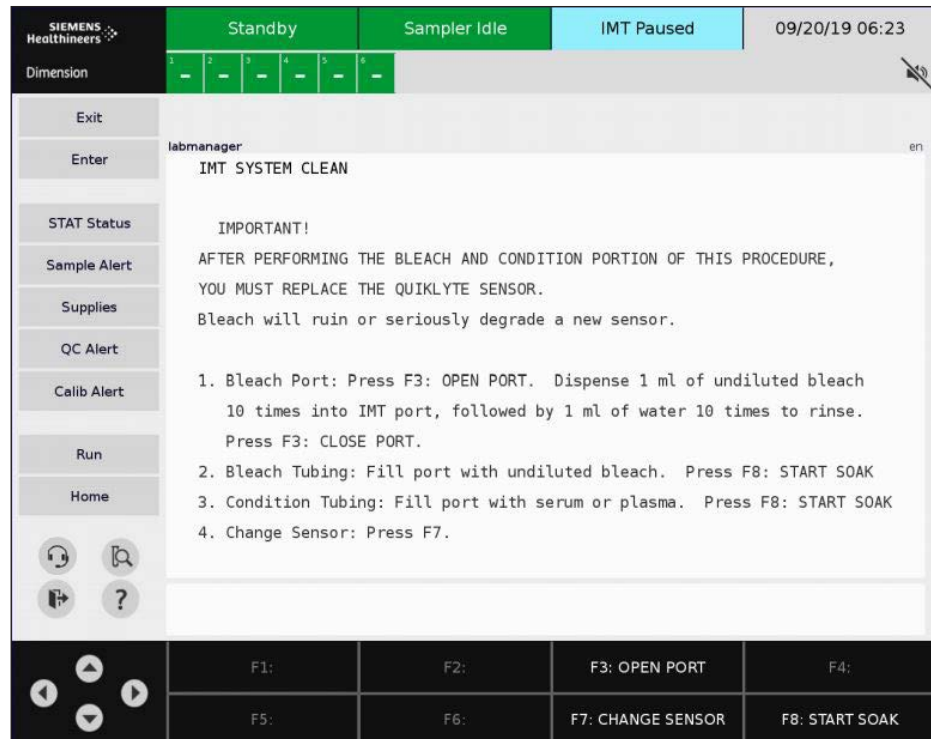 SIEMENS
Healthineers
Standby
Sampler Idle
IMT Paused
09/20/19 06:23
Dimension
1 - 2 - 3 - 4 - 5 - 6 -
Exit
Enter
labmanager
en
IMT SYSTEM CLEAN
IMPORTANT!
AFTER PERFORMING THE BLEACH AND CONDITION PORTION OF THIS PROCEDURE,
YOU MUST REPLACE THE QUIKLYTE SENSOR.
Bleach will ruin or seriously degrade a new sensor.
1. Bleach Port: Press F3: OPEN PORT. Dispense 1 ml of undiluted bleach
10 times into IMT port, followed by 1 ml of water 10 times to rinse.
Press F3: CLOSE PORT.
2. Bleach Tubing: Fill port with undiluted bleach. Press F8: START SOAK
3. Condition Tubing: Fill port with serum or plasma. Press F8: START SOAK
4. Change Sensor: Press F7.
STAT Status
Sample Alert
Supplies
QC Alert
Calib Alert
Run
Home
?
F1:
F2:
F3: OPEN PORT
F4:
F5:
F6:
F7: CHANGE SENSOR
F8: START SOAK